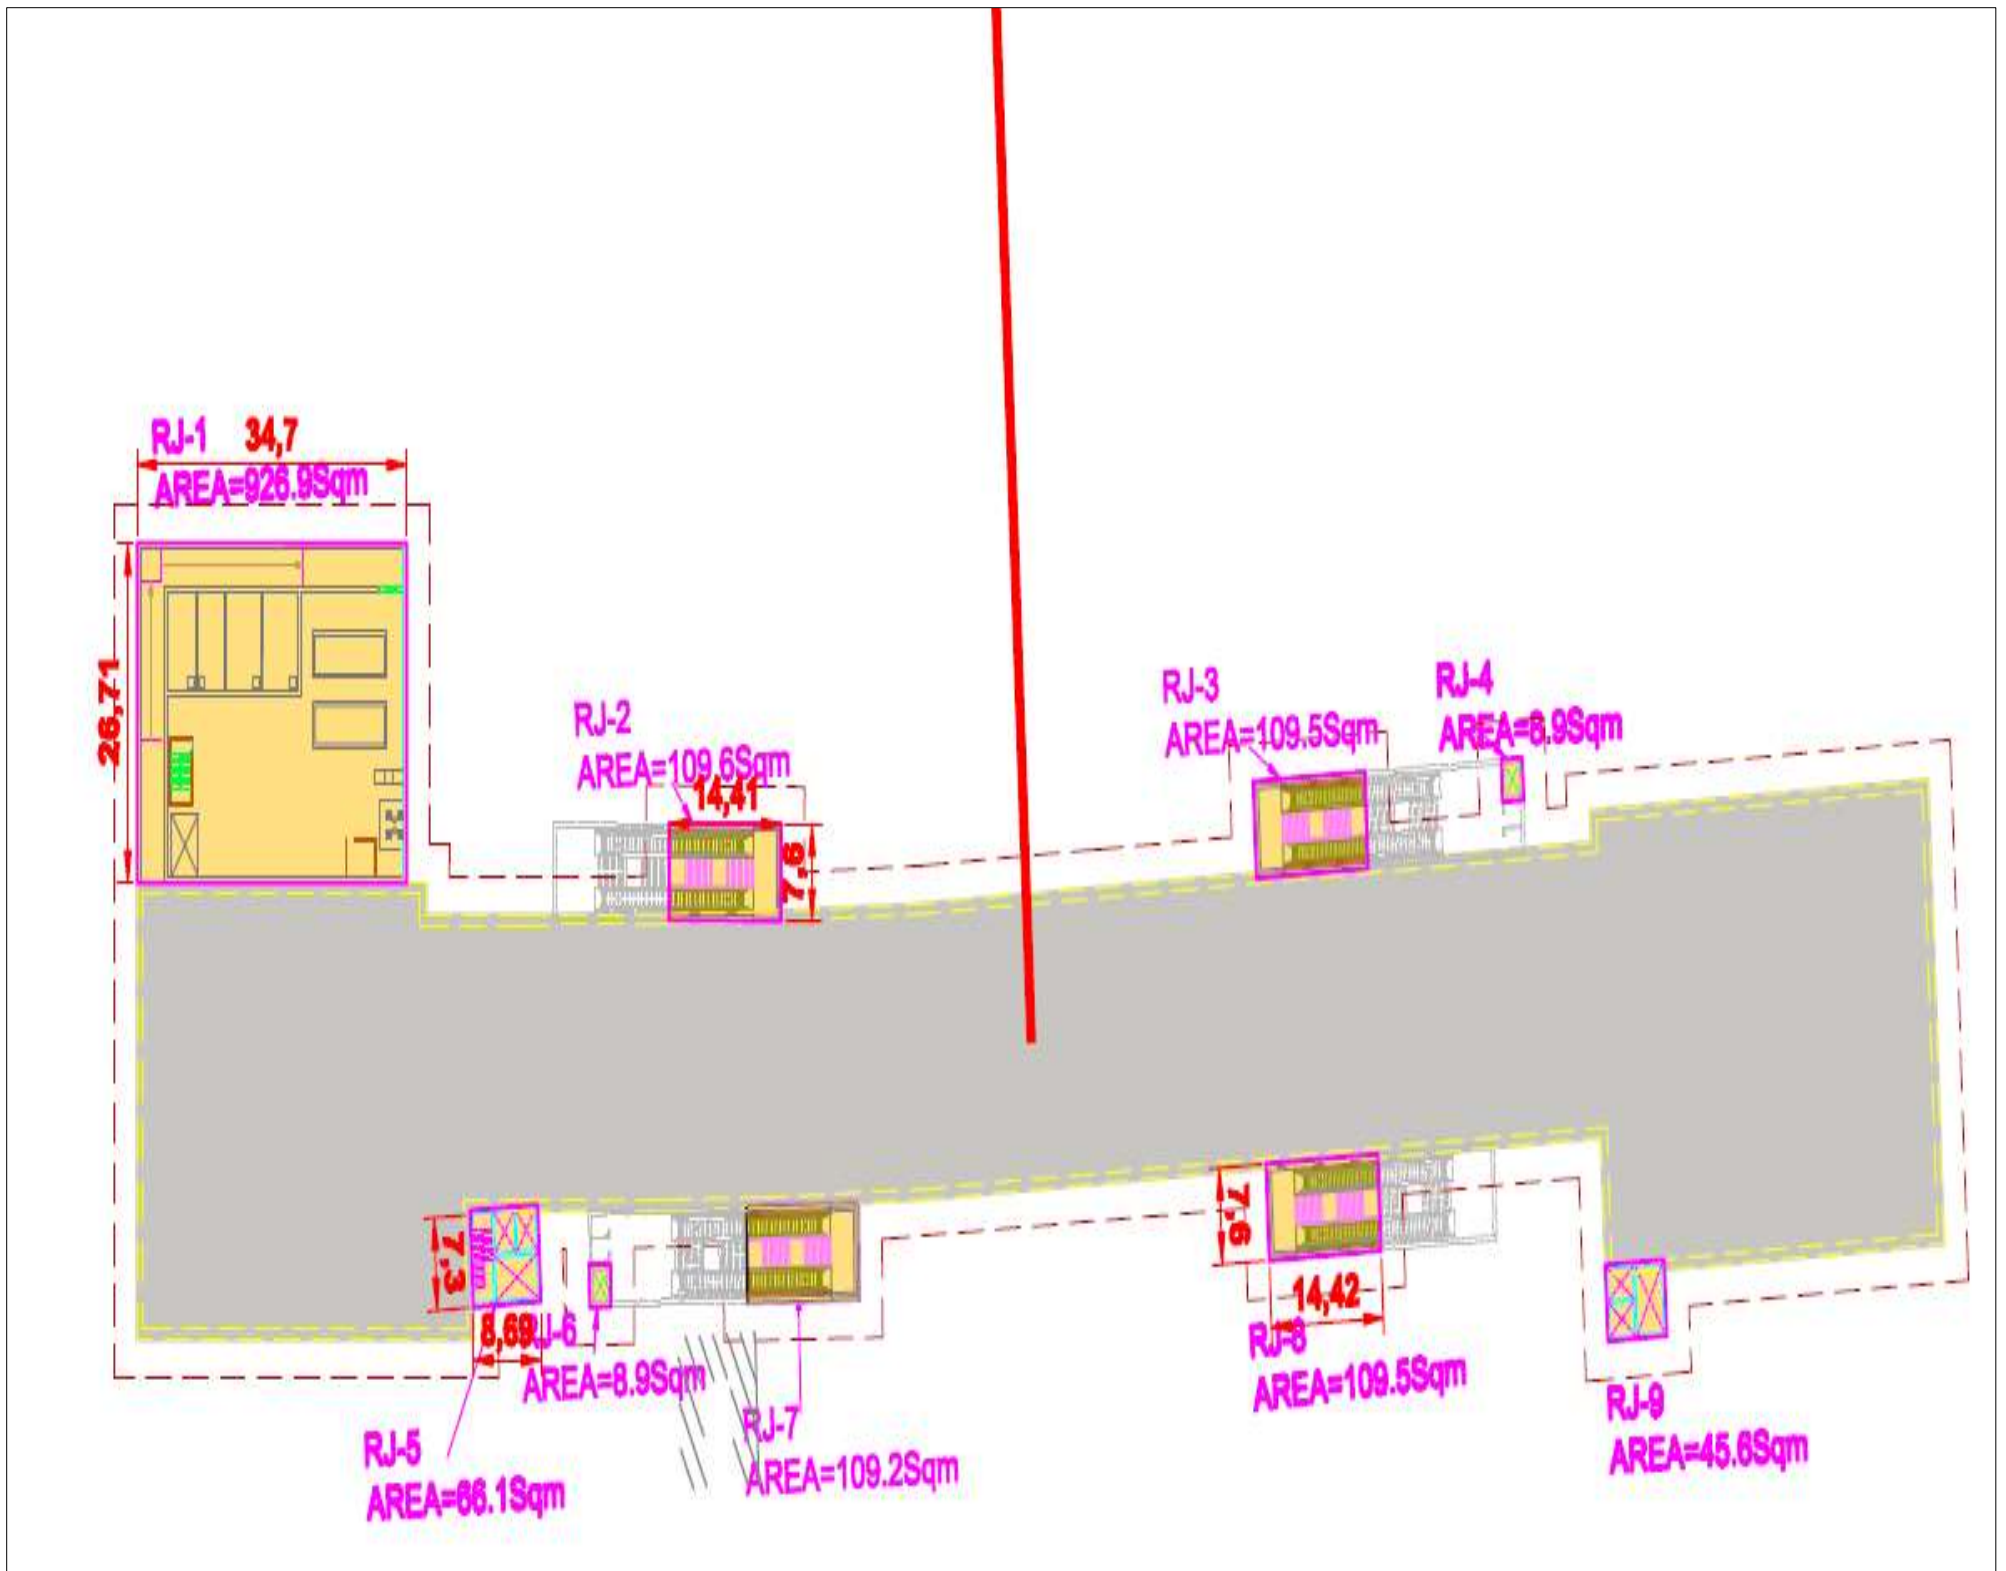 RJ-1 34,7
AREA=926.9Sqm
26,71
RJ-2
AREA=109.6Sqm
14,41
7,6
RJ-3
AREA=109.5Sqm
RJ-4
AREA=8.9Sqm
7,3
8,69
RJ-5
AREA=66.1Sqm
RJ-6
AREA=8.9Sqm
RJ-7
AREA=109.2Sqm
7,6
14,42
RJ-8
AREA=109.5Sqm
RJ-9
AREA=45.6Sqm